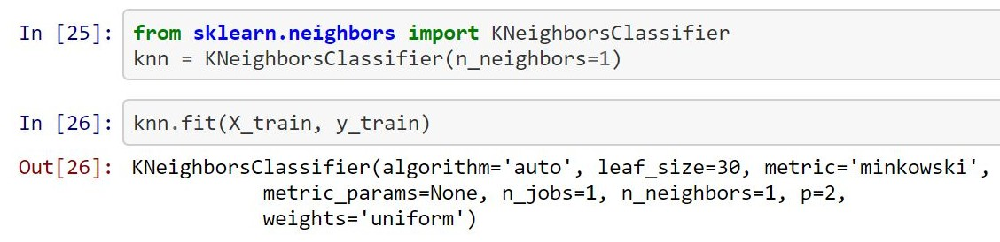 In [25]: from sklearn.neighbors import KNeighborsClassifier
knn = KNeighborsClassifier(n_neighbors=1)
In [26]: knn.fit(X_train, y_train)
Out[26]: KNeighborsClassifier(algorithm='auto', leaf_size=30, metric='minkowski',
metric_params=None, n_jobs=1, n_neighbors=1, p=2,
weights='uniform')